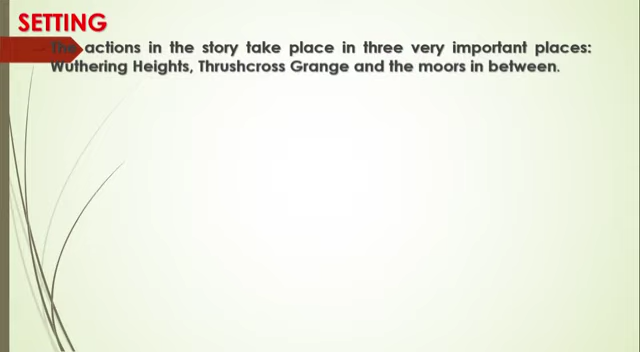 SETTING
The actions in the story take place in three very important places:
Wuthering Heights, Thrushcross Grange and the moors in between.